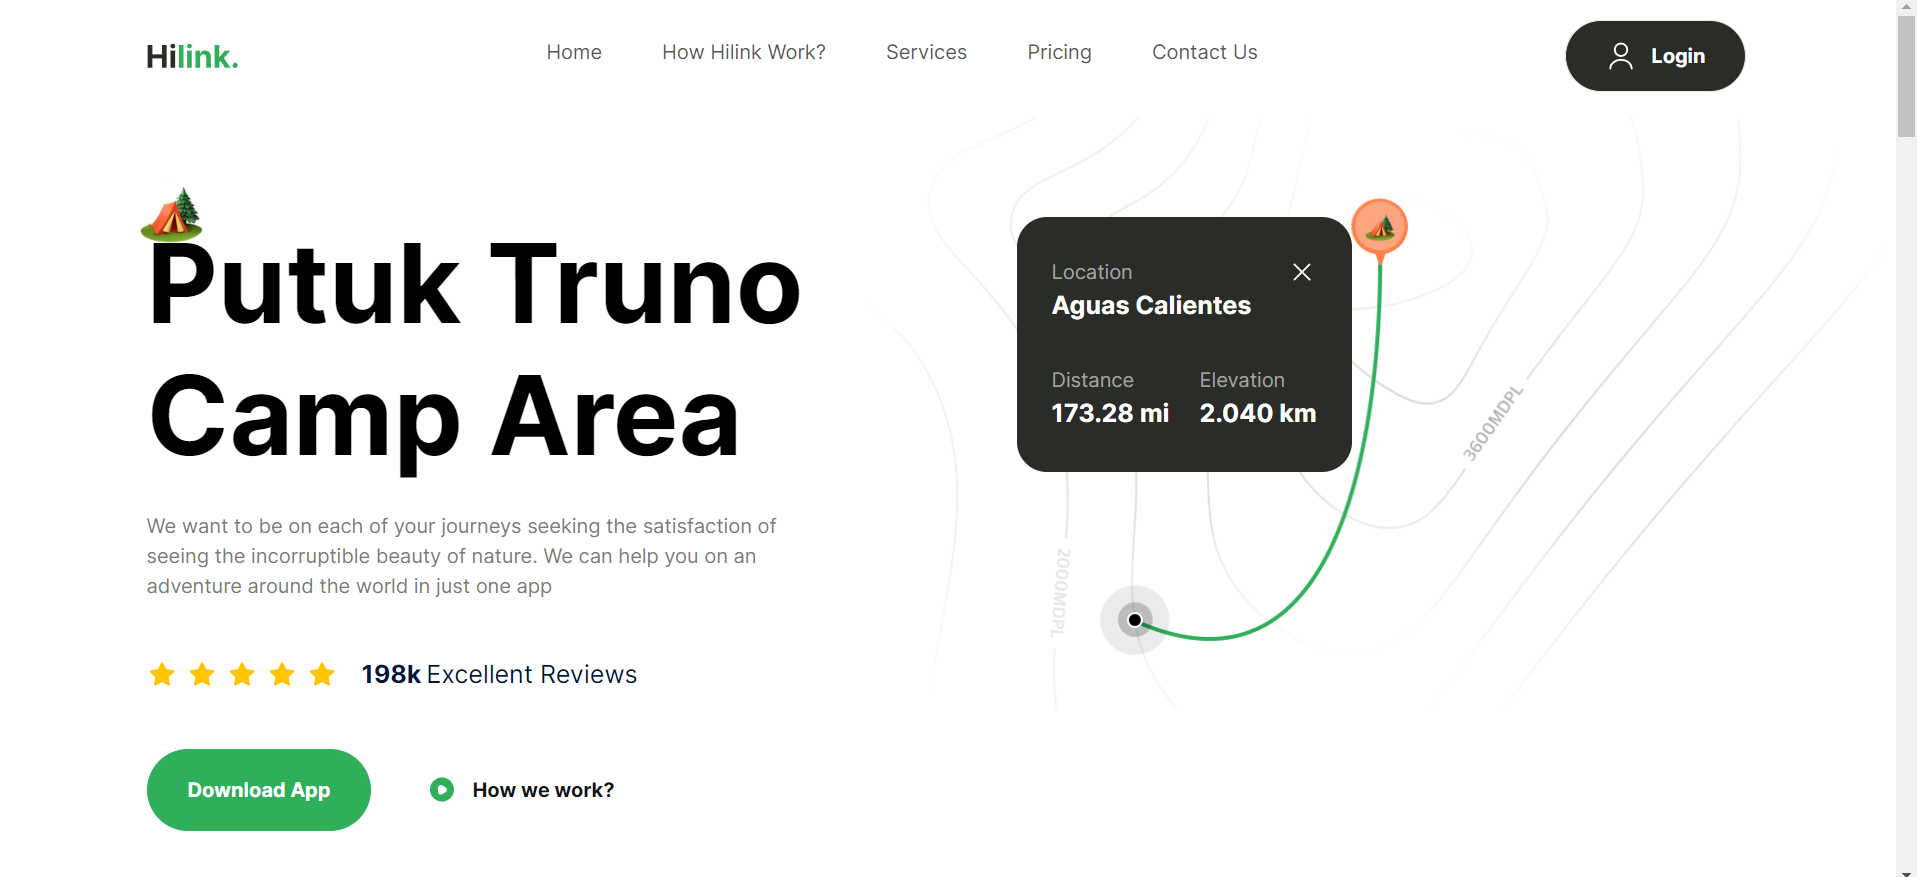 Hilink.
Home
How Hilink Work?
Services
Pricing
Contact Us
Login
Putuk Truno
Camp Area
We want to be on each of your journeys seeking the satisfaction of
seeing the incorruptible beauty of nature. We can help you on an
adventure around the world in just one app
198k Excellent Reviews
Download App
How we work?
Location
Aguas Calientes
Distance
173.28 mi
Elevation
2.040 km
3600MDPL
2000MDPL